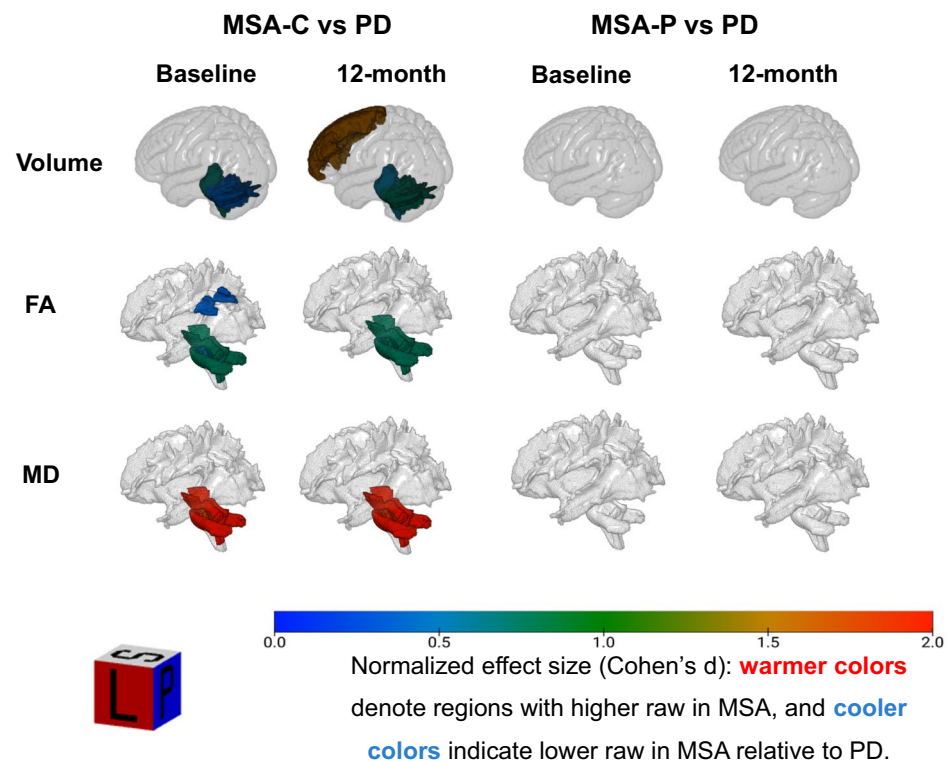 MSA-C vs PD MSA-P vs PD
Baseline 12-month Baseline 12-month
Volume
FA
MD
0.0 0.5 1.0 1.5 2.0
Normalized effect size (Cohen's d): warmer colors
denote regions with higher raw in MSA, and cooler
colors indicate lower raw in MSA relative to PD.
S
L P